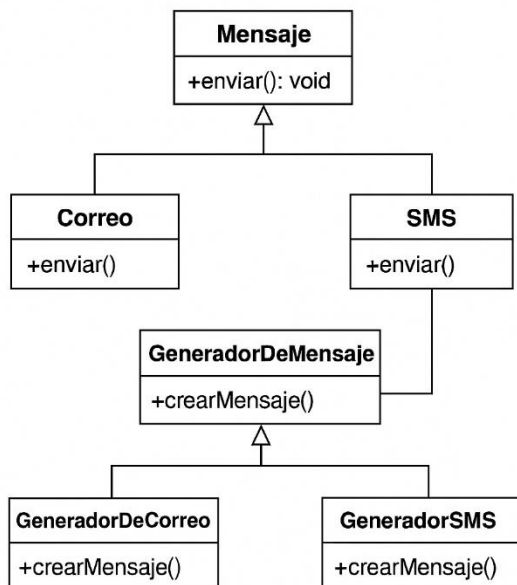 Mensaje
+enviar(): void
Correo
+enviar()
SMS
+enviar()
GeneradorDeMensaje
+crearMensaje()
GeneradorDeCorreo
+crearMensaje()
GeneradorSMS
+crearMensaje()